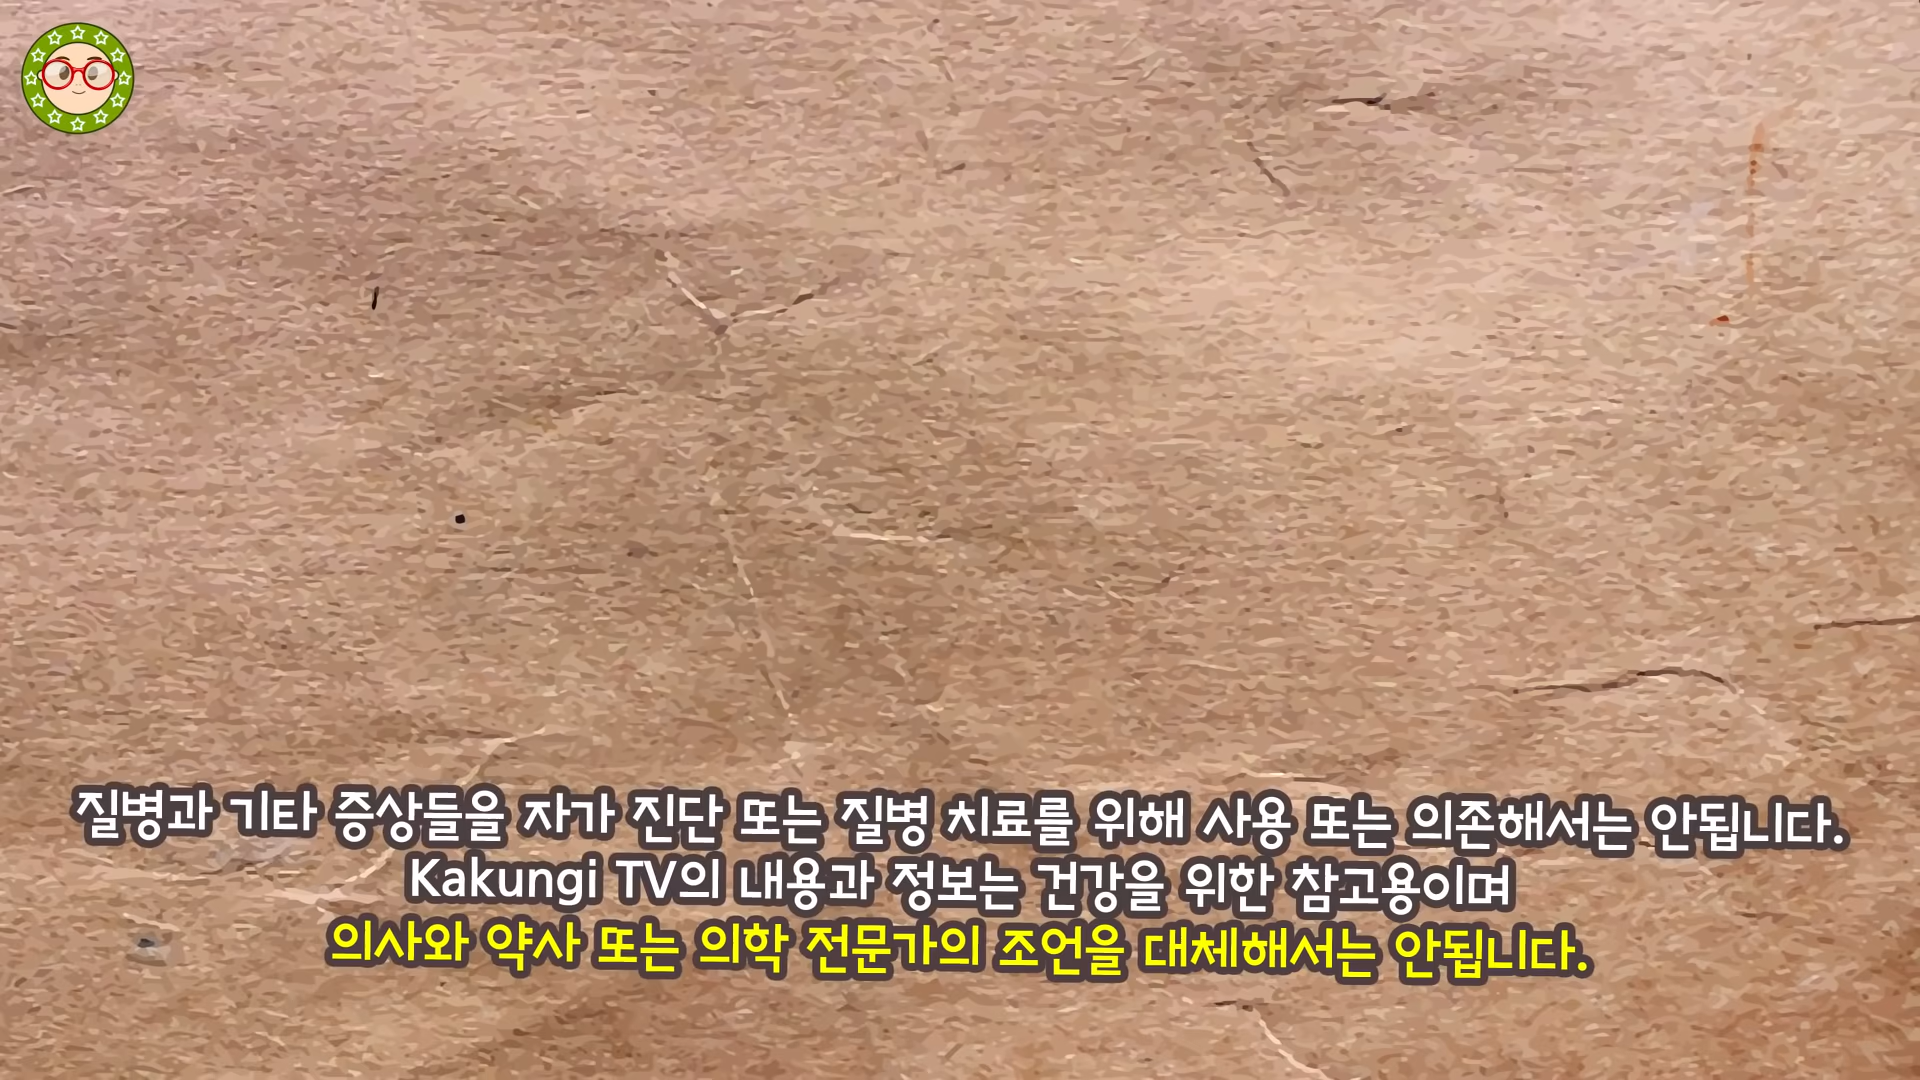 질병과 기타 증상들을 자가 진단 또는 질병 치료를 위해 사용 또는 의존해서는 안됩니다.
Kakungi TV의 내용과 정보는 건강을 위한 참고용이며
의사와 약사 또는 의학 전문가의 조언을 대체해서는 안됩니다.